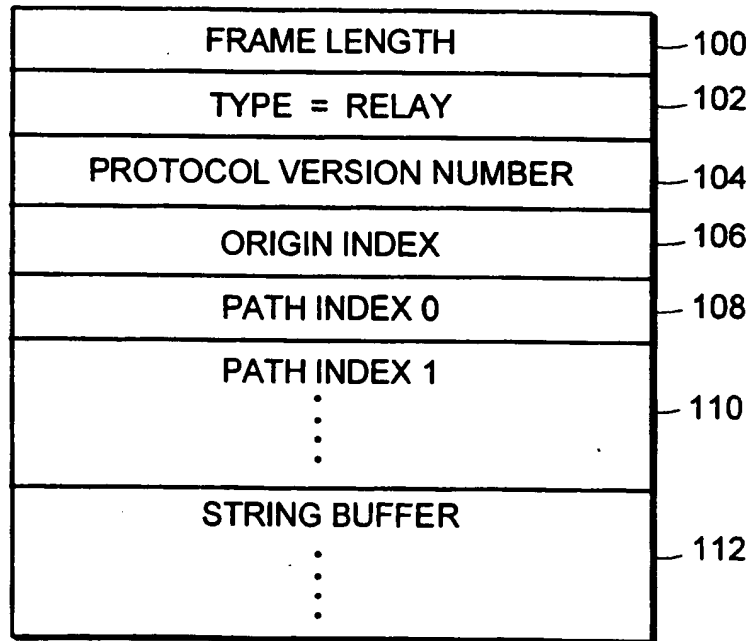 FRAME LENGTH 100
TYPE = RELAY 102
PROTOCOL VERSION NUMBER 104
ORIGIN INDEX 106
PATH INDEX 0 108
PATH INDEX 1
110
STRING BUFFER
112